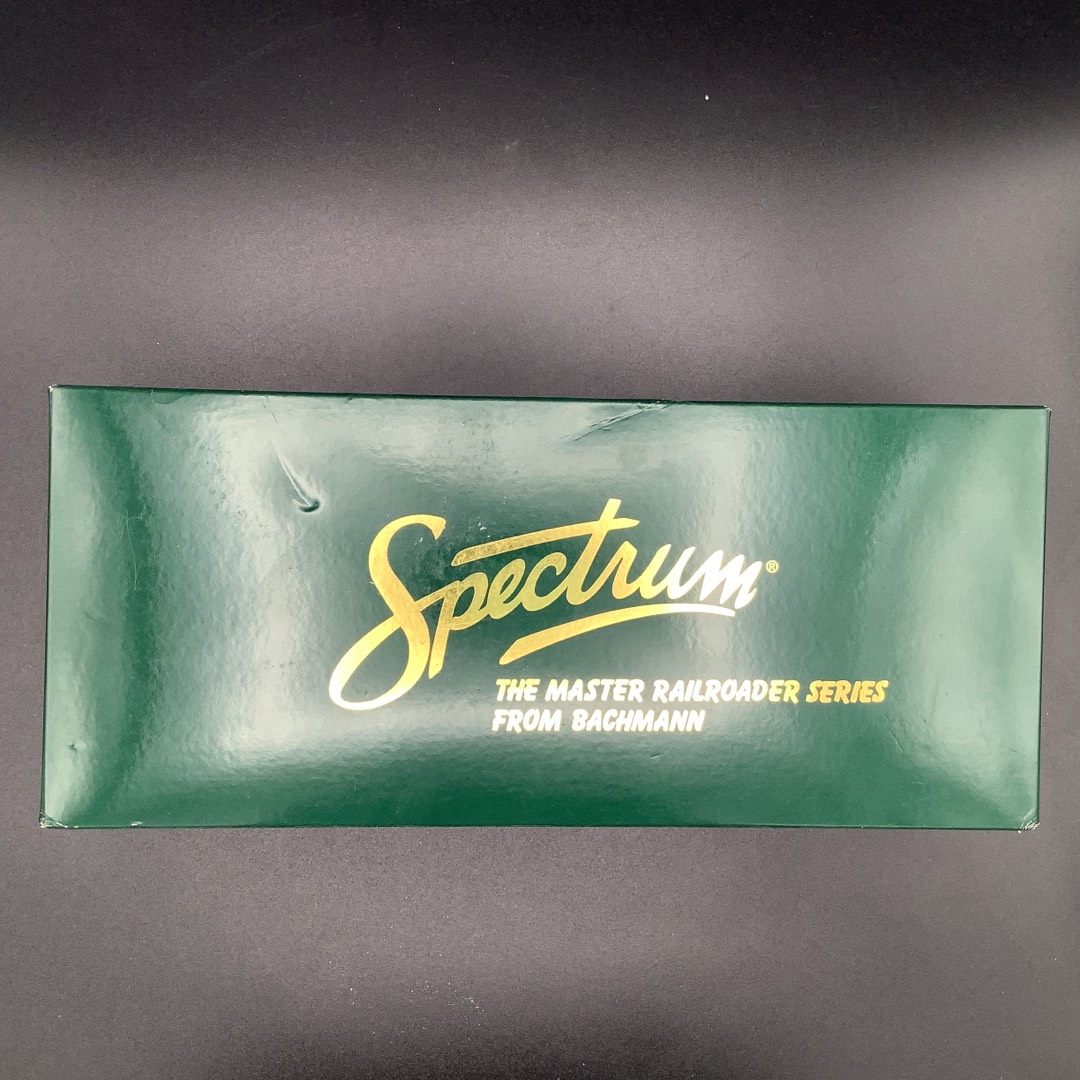 Spectrum®
THE MASTER RAILROADER SERIES
FROM BACHMANN